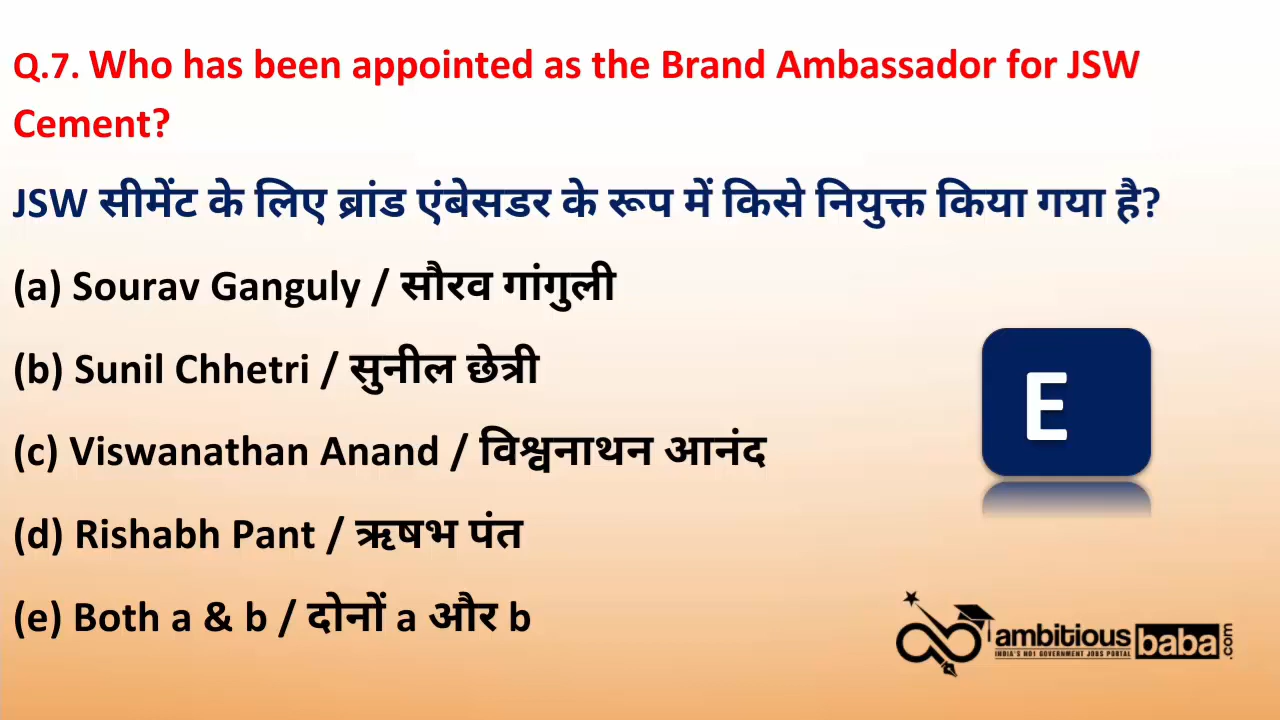 Q.7. Who has been appointed as the Brand Ambassador for JSW
Cement?
JSW सीमेंट के लिए ब्रांड एंबेसडर के रूप में किसे नियुक्त किया गया है?
(a) Sourav Ganguly / सौरव गांगुली
(b) Sunil Chhetri / सुनील छेत्री
(c) Viswanathan Anand / विश्वनाथन आनंद
(d) Rishabh Pant / ऋषभ पंत
(e) Both a & b / दोनों a और b
E
ambitiousbaba.com
INDIA'S NO1 GOVERNMENT JOBS PORTAL